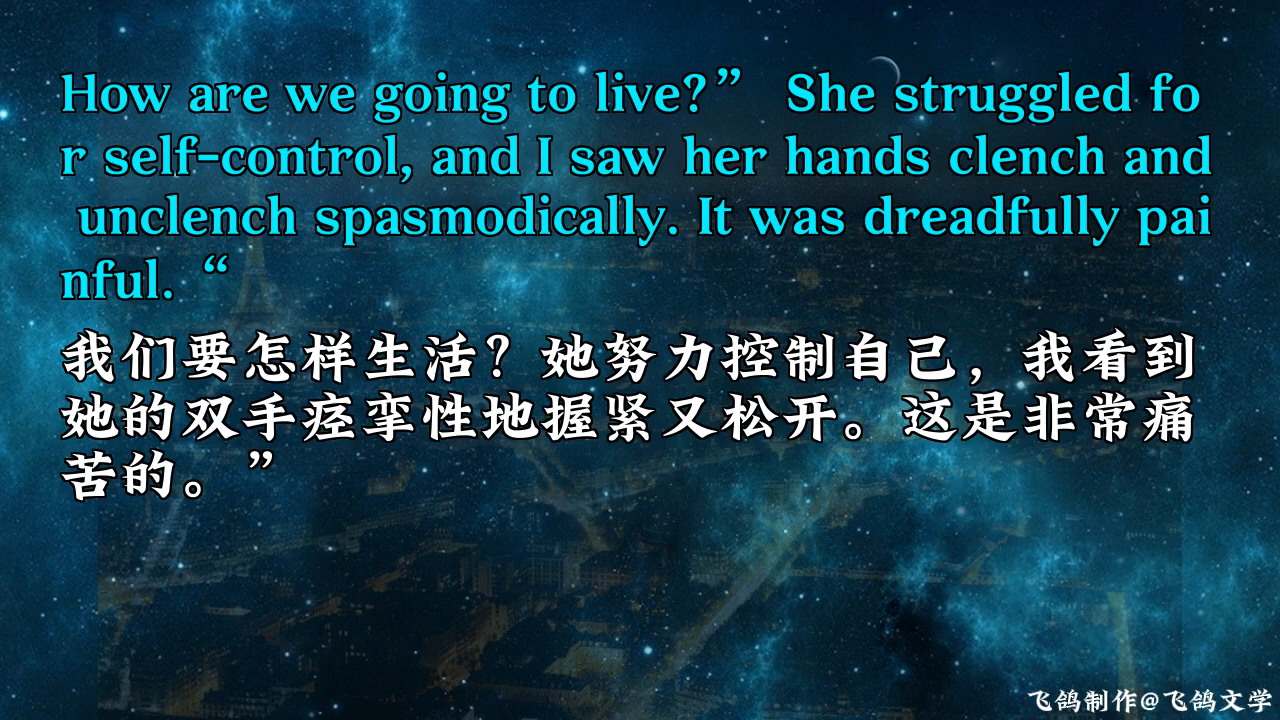 How are we going to live?” She struggled fo
r self-control, and I saw her hands clench and
unclench spasmodically. It was dreadfully pai
nful. “
我们要怎样生活？她努力控制自己，我看到
她的双手痉挛性地握紧又松开。这是非常痛
苦的。”
飞鸽制作@飞鸽文学